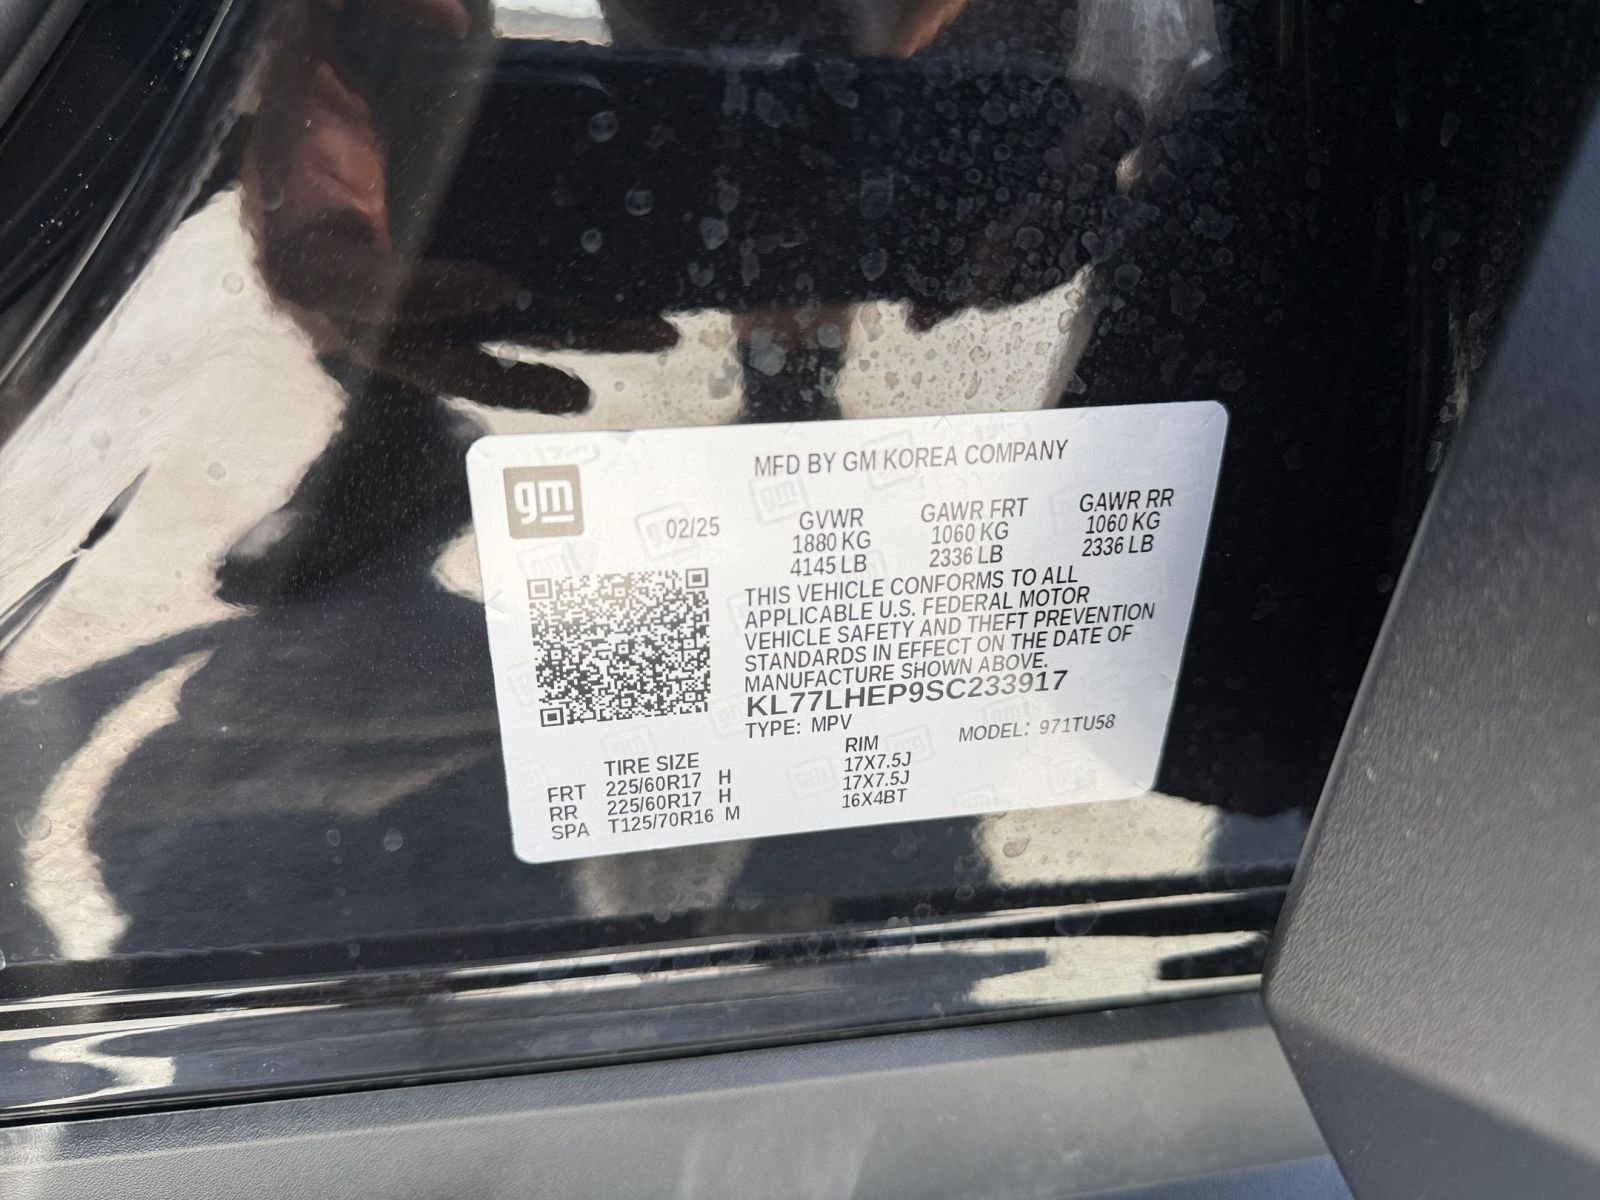 gm
MFD BY GM KOREA COMPANY
02/25
GVWR GAWR FRT GAWR RR
1880 KG 1060 KG 1060 KG
4145 LB 2336 LB 2336 LB
THIS VEHICLE CONFORMS TO ALL
APPLICABLE U.S. FEDERAL MOTOR
VEHICLE SAFETY AND THEFT PREVENTION
STANDARDS IN EFFECT ON THE DATE OF
MANUFACTURE SHOWN ABOVE.
KL77LHEP9SC233917
TYPE: MPV MODEL: 971TU58
TIRE SIZE RIM
FRT 225/60R17 H 17X7.5J
RR 225/60R17 H 17X7.5J
SPA T125/70R16 M 16X4BT